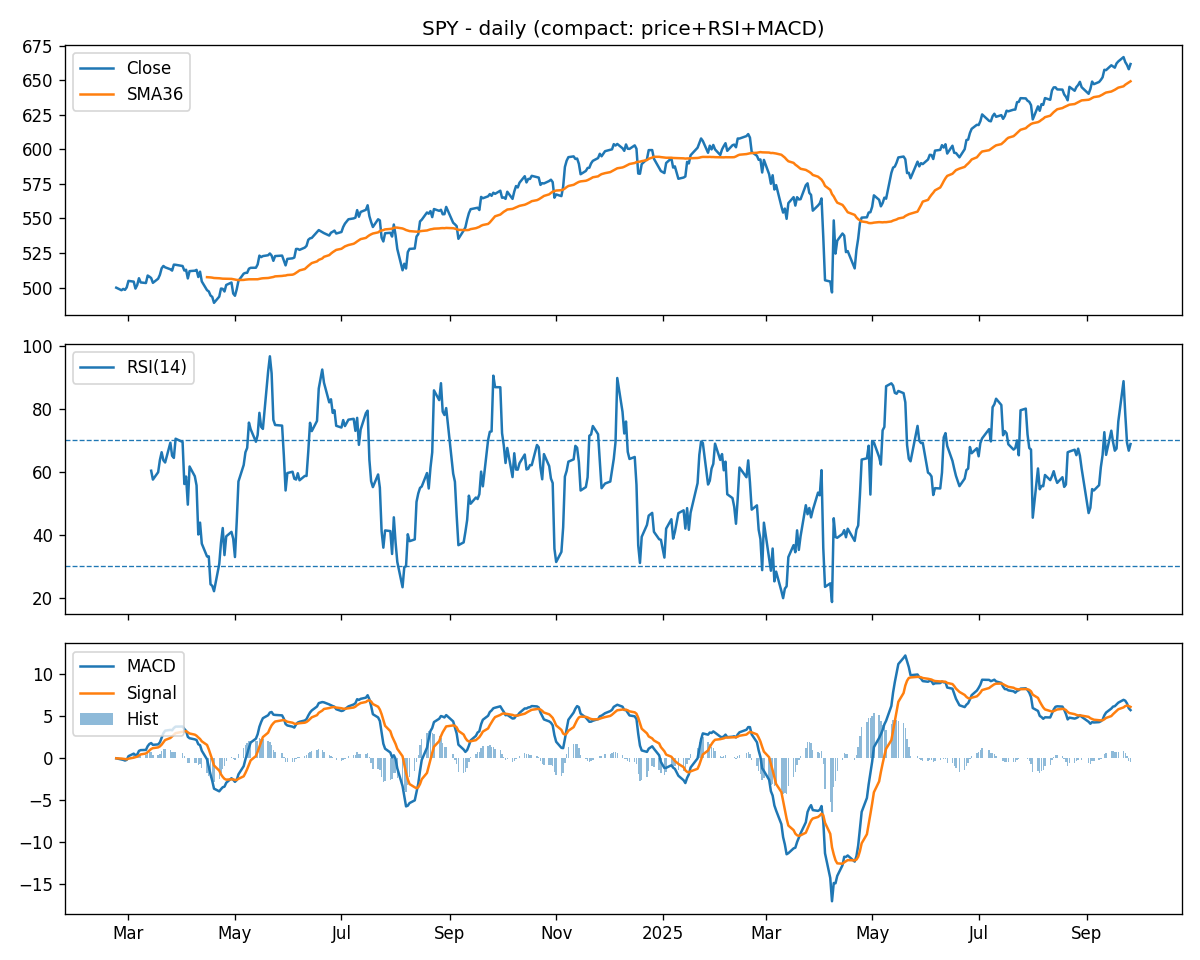 SPY - daily (compact: price+RSI+MACD)
675
650
625
600
575
550
525
500
Close
SMA36
100
80
60
40
20
RSI(14)
10
5
0
−5
−10
−15
MACD
Signal
Hist
Mar May Jul Sep Nov 2025 Mar May Jul Sep